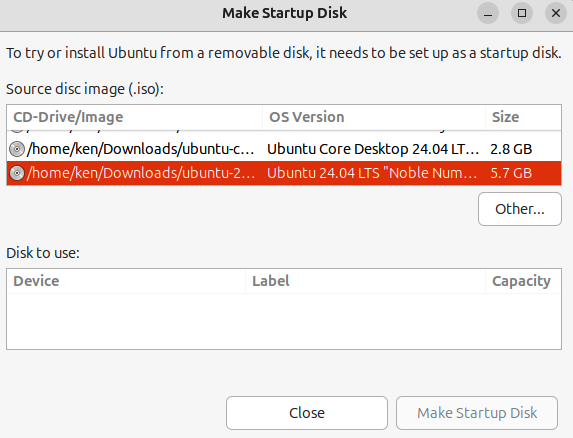 Make Startup Disk
To try or install Ubuntu from a removable disk, it needs to be set up as a startup disk.
Source disc image (.iso):
CD-Drive/Image OS Version Size
/home/ken/Downloads/ubuntu-c... Ubuntu Core Desktop 24.04 LT... 2.8 GB
/home/ken/Downloads/ubuntu-2... Ubuntu 24.04 LTS "Noble Num... 5.7 GB
Other...
Disk to use:
Device Label Capacity
Close Make Startup Disk